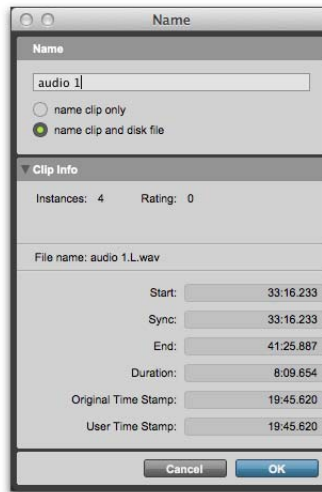 Name
Name
audio 1
name clip only
name clip and disk file
Clip Info
Instances: 4 Rating: 0
File name: audio 1.L.wav
Start: 33:16.233
Sync: 33:16.233
End: 41:25.887
Duration: 8:09.654
Original Time Stamp: 19:45.620
User Time Stamp: 19:45.620
Cancel OK